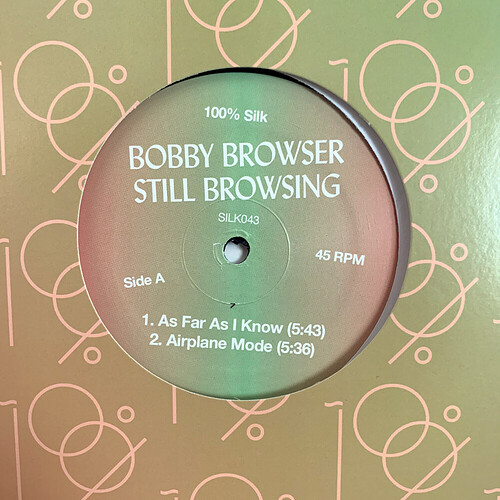 100% Silk
BOBBY BROWSER
STILL BROWSING
SILK043
45 RPM
Side A
1. As Far As I Know (5:43)
2. Airplane Mode (5:36)